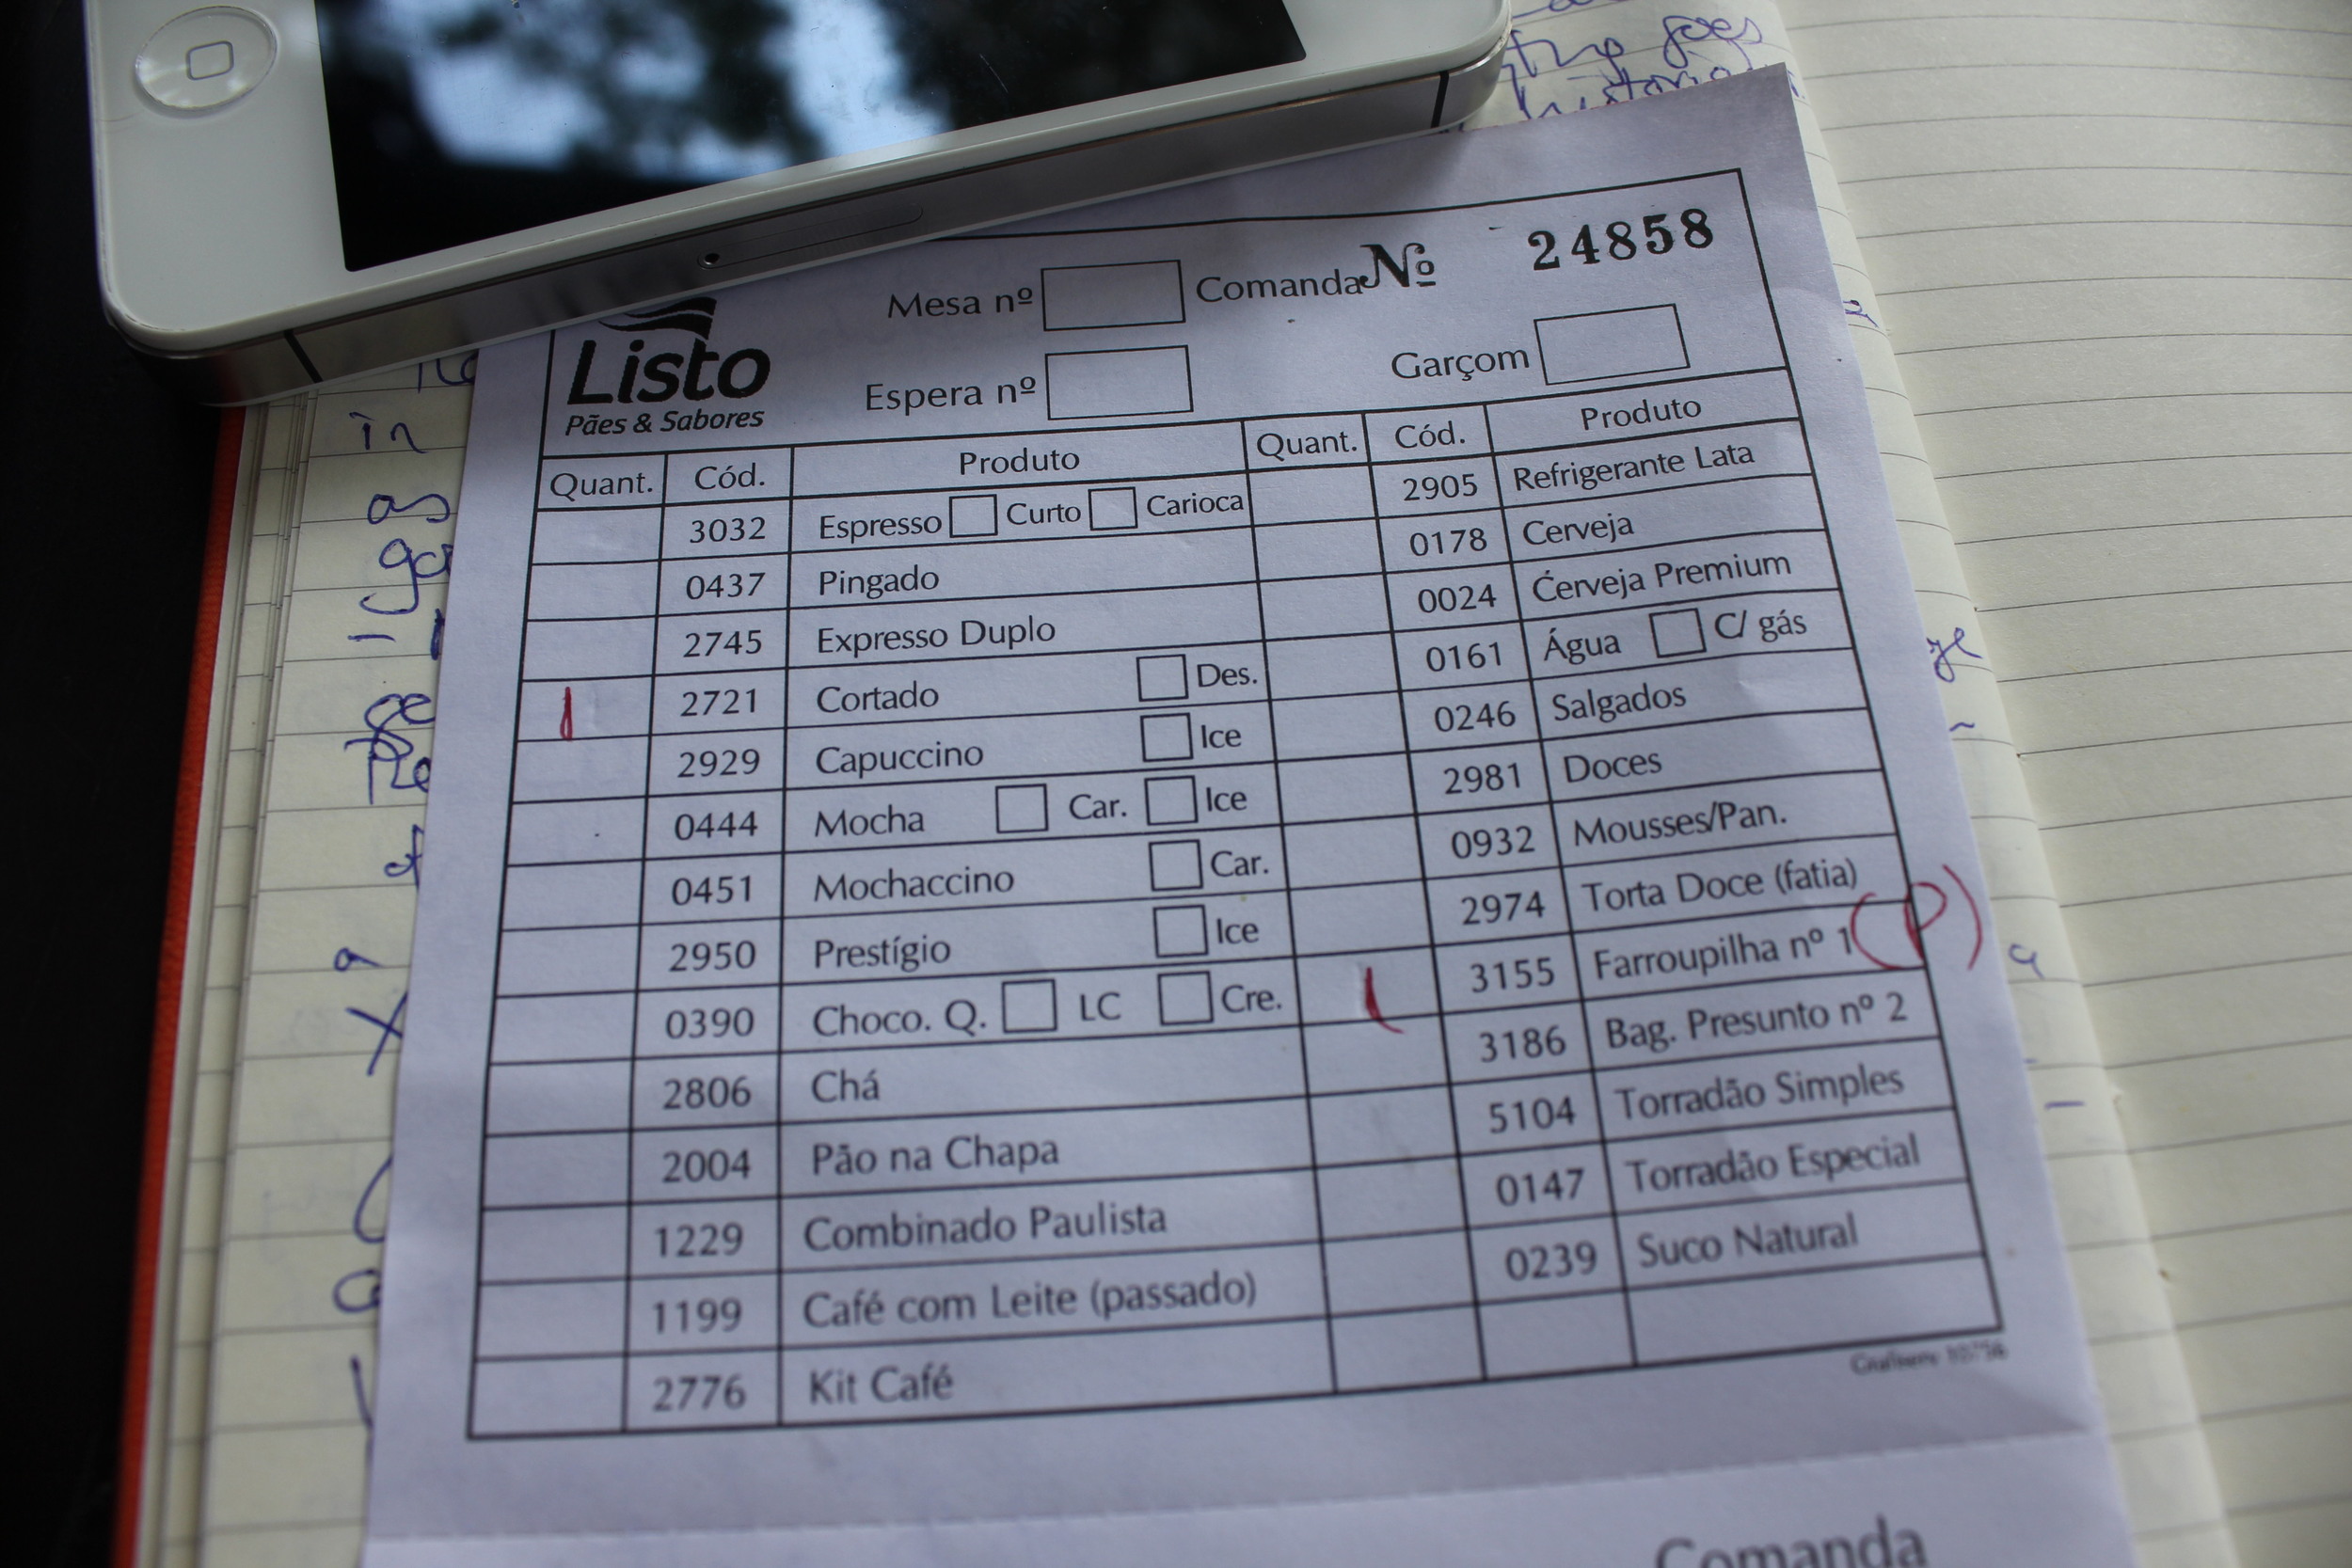 goes
in
as
Mesa nº Comanda Nº 24858
Listo
Pães & Sabores
Espera nº Garçom
Quant. Cód. Produto Quant. Cód. Produto
3032 Espresso Curto Carioca 2905 Refrigerante Lata
0437 Pingado 0178 Cerveja
2745 Expresso Duplo 0024 Cerveja Premium
1 2721 Cortado Des. 0161 Água C/ gás
2929 Capuccino Ice 0246 Salgados
0444 Mocha Car. Ice 2981 Doces
0451 Mochaccino Car. 0932 Mousses/Pan.
2950 Prestígio Ice 2974 Torta Doce (fatia)
0390 Choco. Q. LC Cre. 1 3155 Farroupilha nº 1 (P)
2806 Chá 3186 Bag. Presunto nº 2
2004 Pão na Chapa 5104 Torradão Simples
1229 Combinado Paulista 0147 Torradão Especial
1199 Café com Leite (passado) 0239 Suco Natural
2776 Kit Café
Comanda